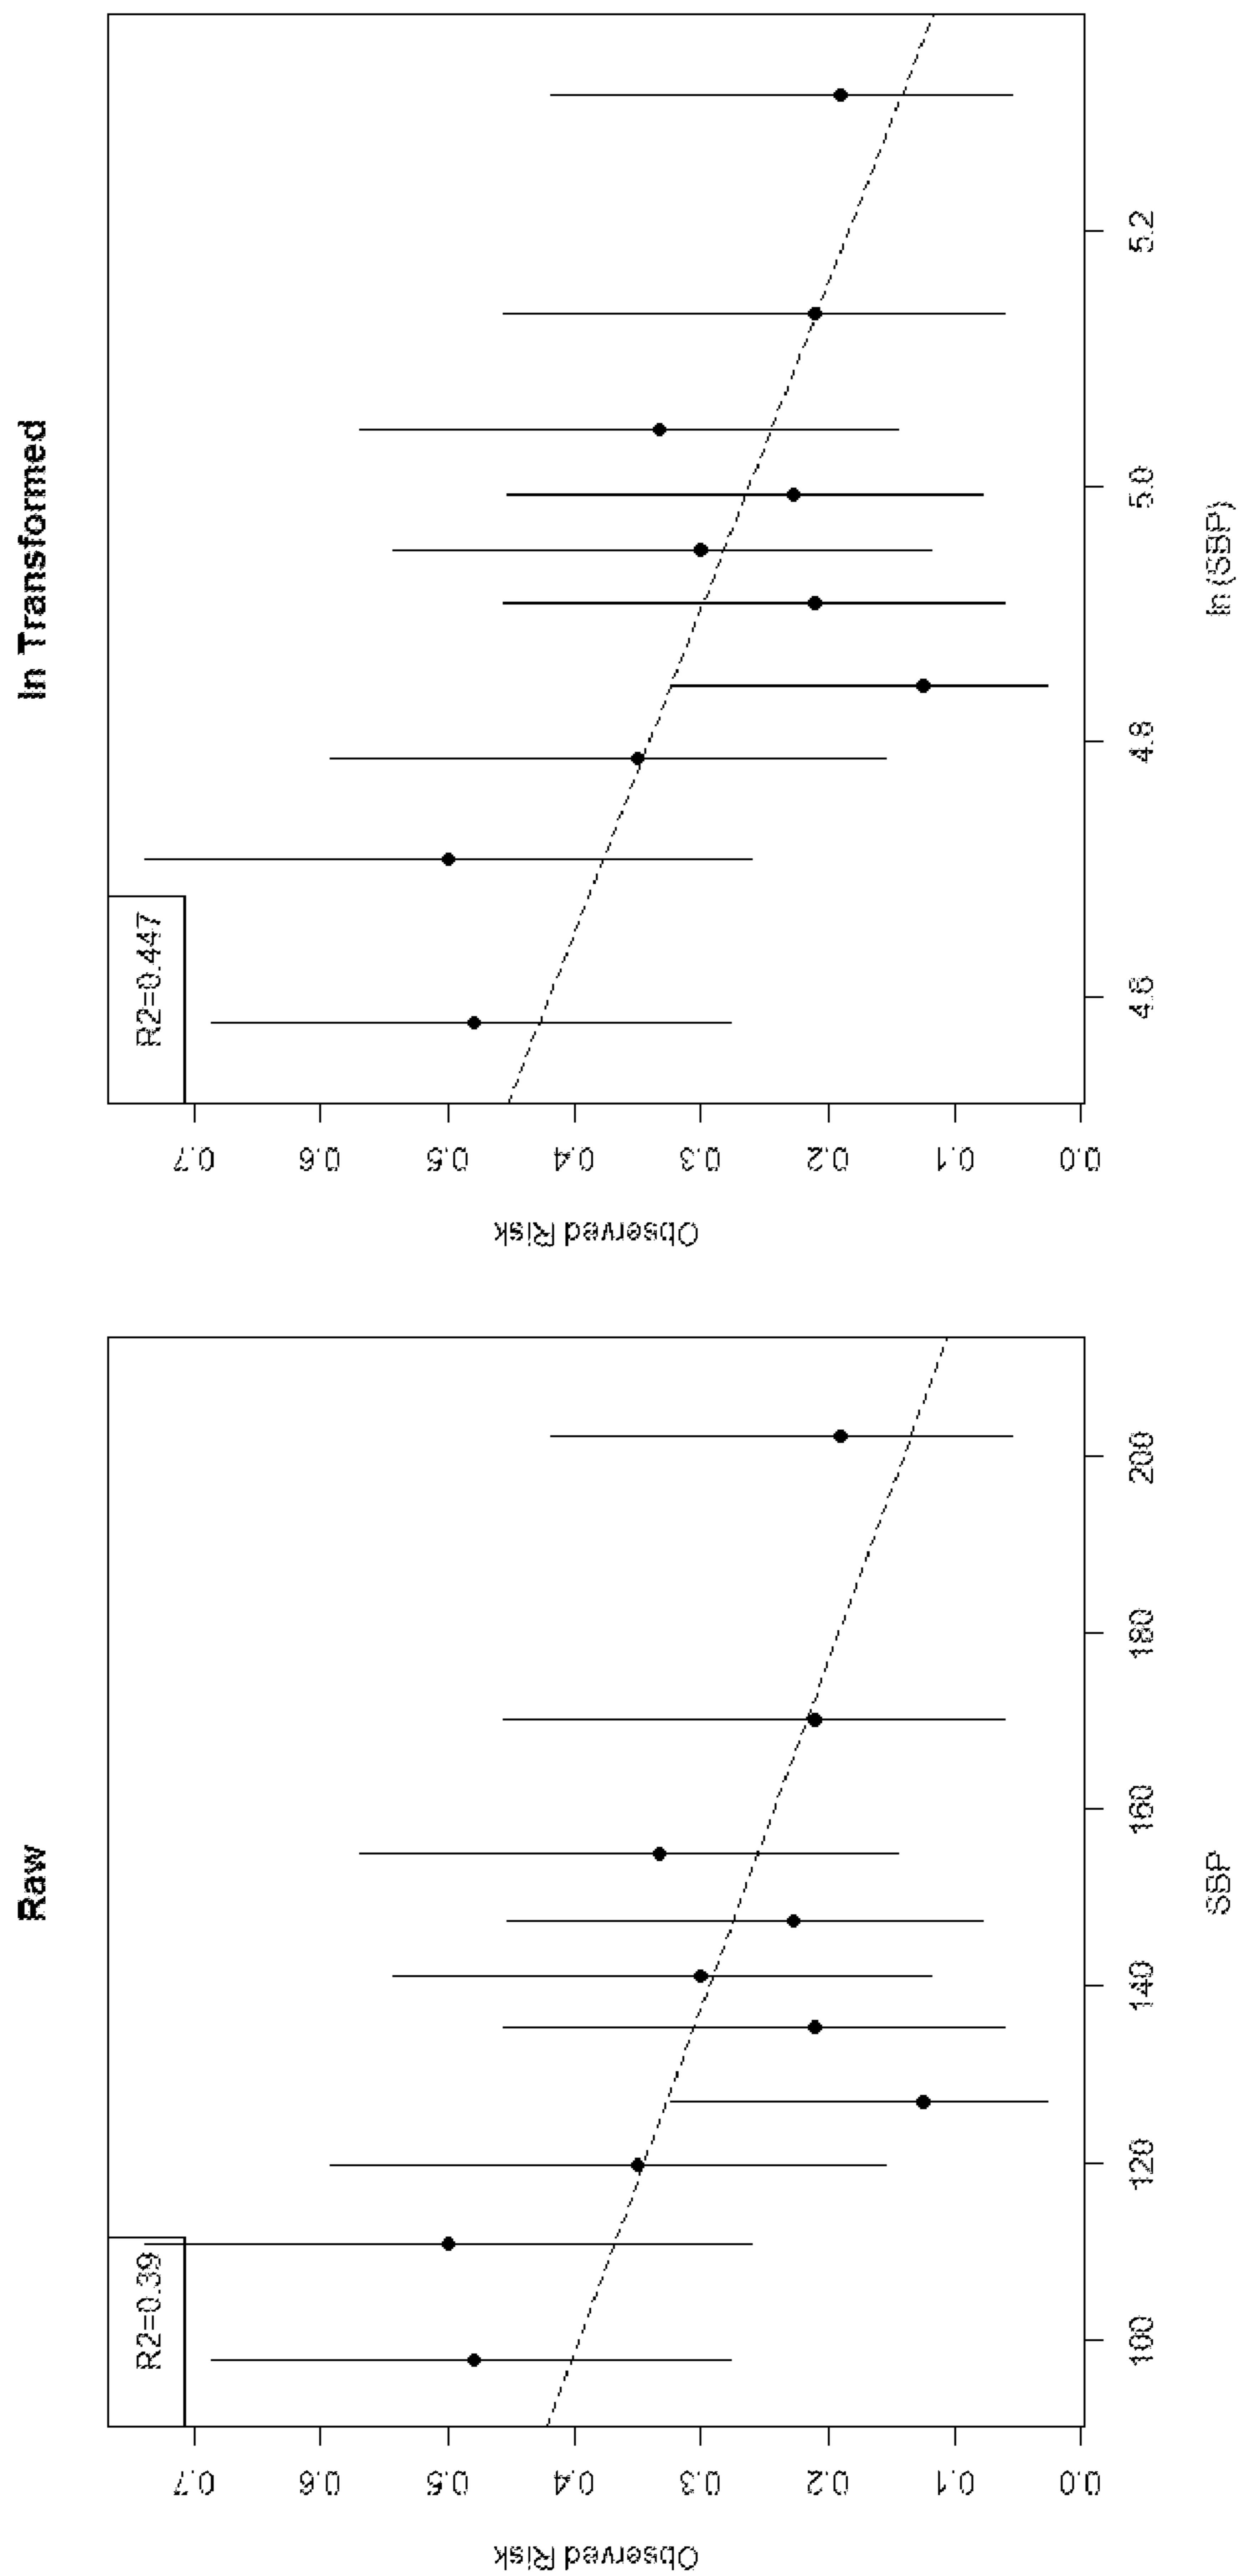 Raw
R2=0.39
Observed Risk
0.7
0.6
0.5
0.4
0.3
0.2
0.1
0.0
100 120 140 160 180 200
SBP
ln Transformed
R2=0.447
Observed Risk
0.7
0.6
0.5
0.4
0.3
0.2
0.1
0.0
4.6 4.8 5.0 5.2
ln (SBP)